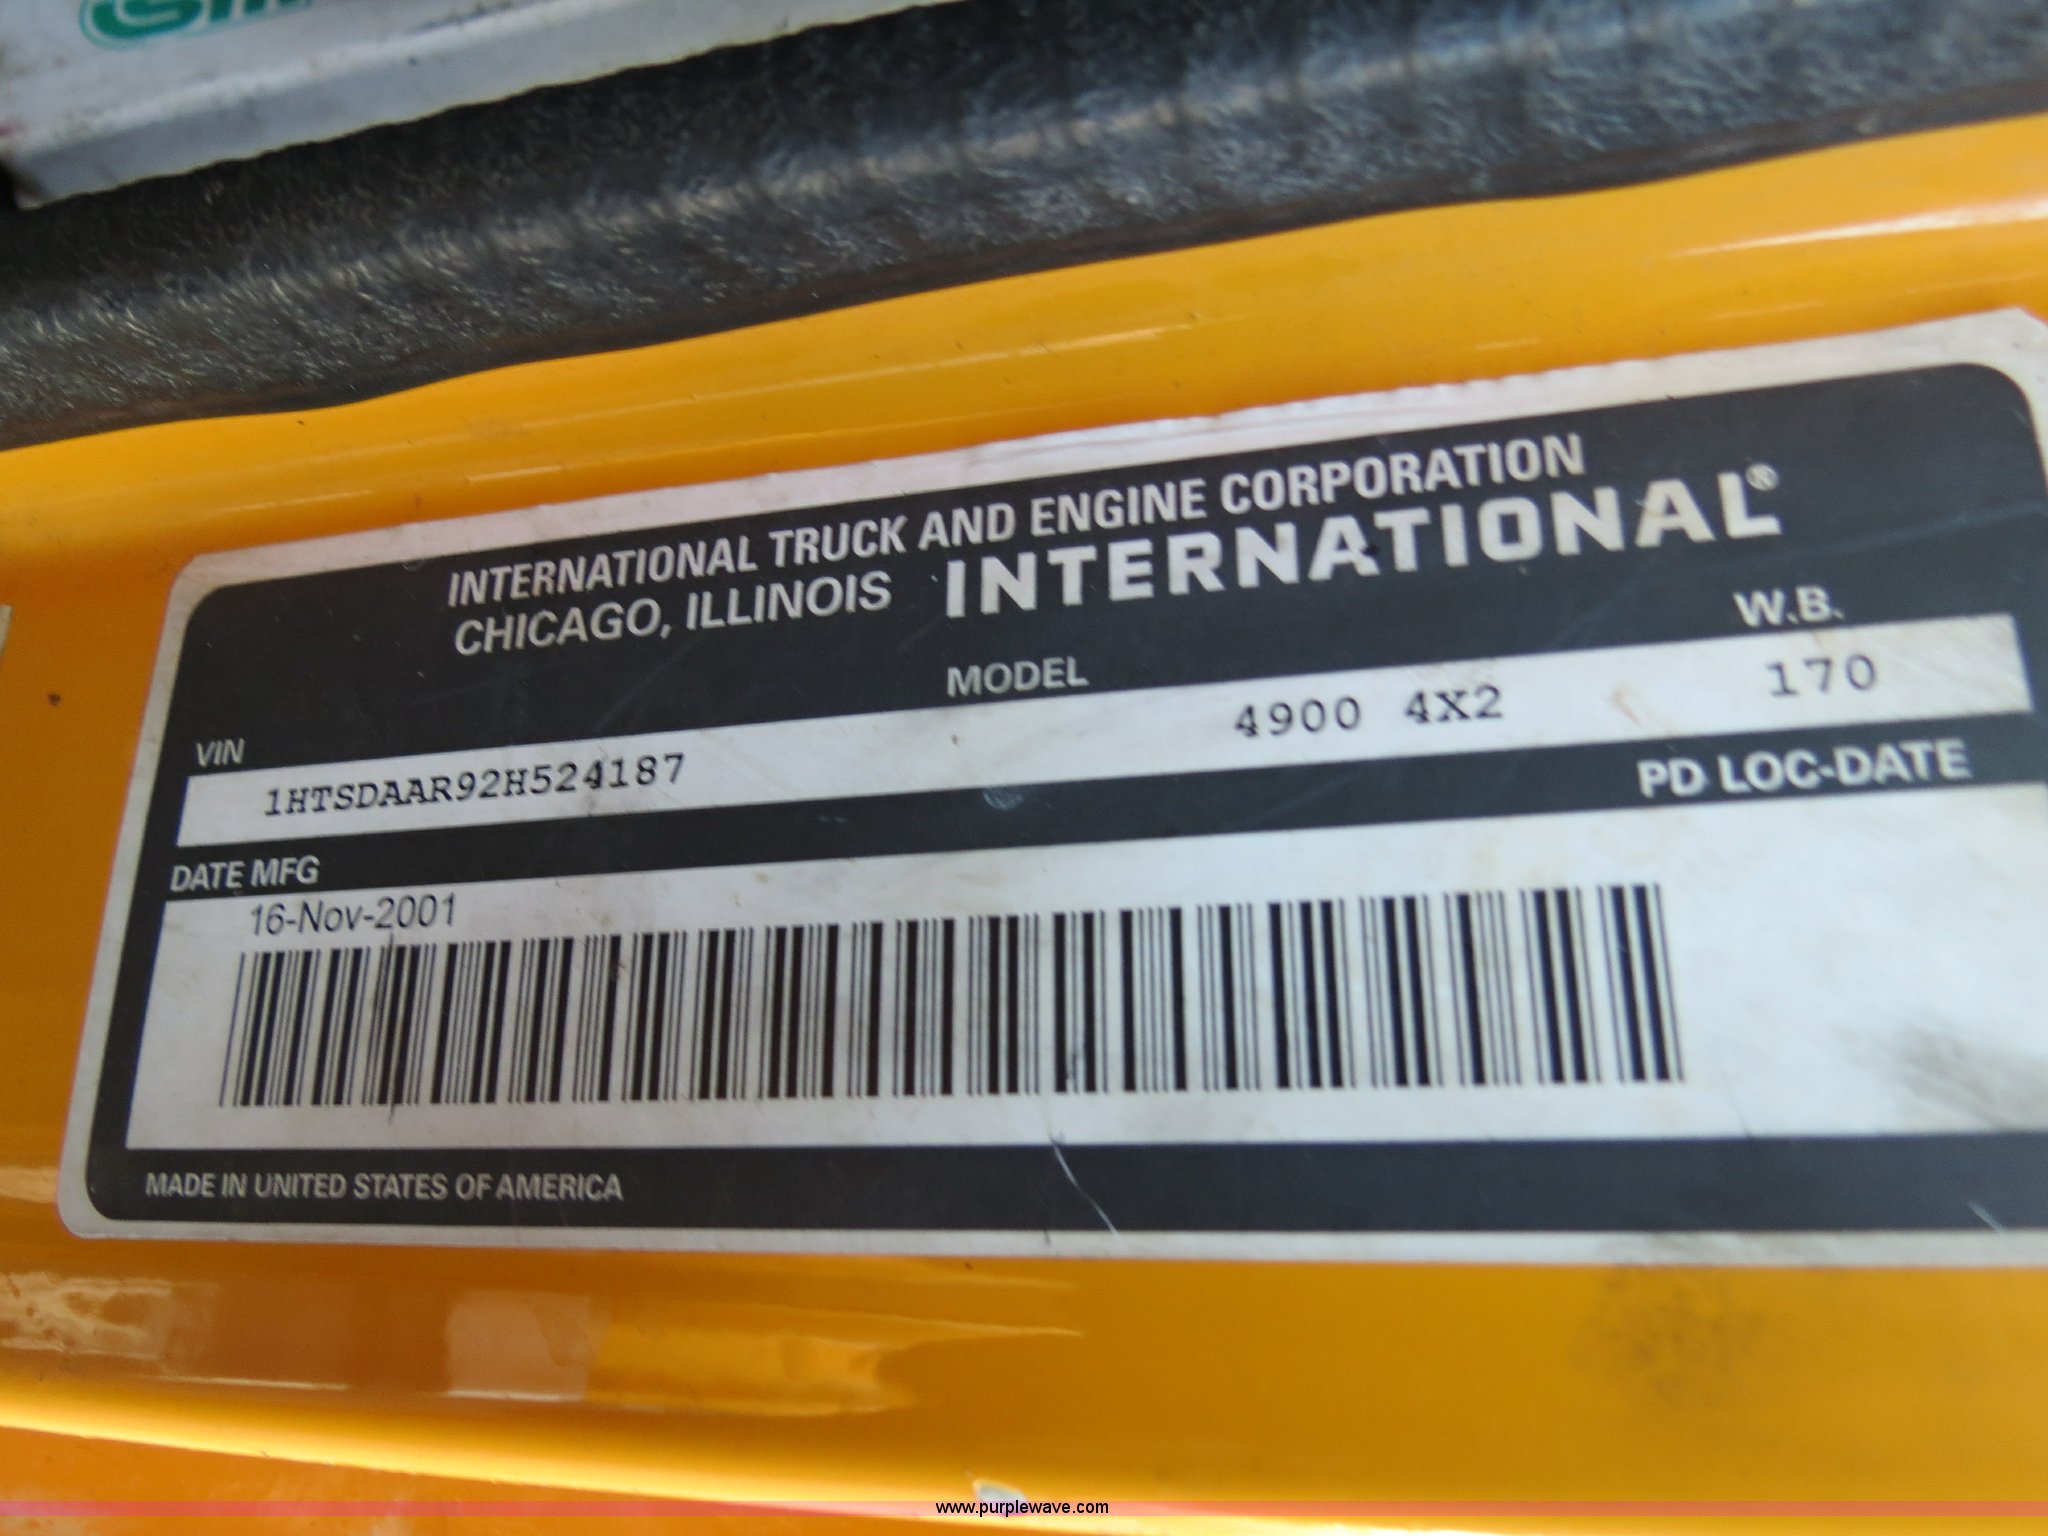 INTERNATIONAL TRUCK AND ENGINE CORPORATION
CHICAGO, ILLINOIS INTERNATIONAL®
VIN MODEL W.B.
1HTSDAAR92H524187 4900 4X2 170
DATE MFG PD LOC-DATE
16-Nov-2001
MADE IN UNITED STATES OF AMERICA
www.purplewave.com